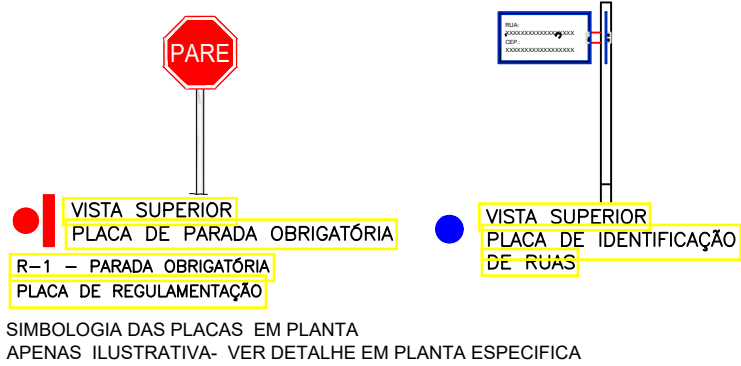 PARE
RUA:
XXXXXXXXXXXXXXXXXX
CEP.:
XXXXXXXXXXXXXXXXXX
VISTA SUPERIOR
PLACA DE PARADA OBRIGATÓRIA
R-1 - PARADA OBRIGATÓRIA
PLACA DE REGULAMENTAÇÃO
VISTA SUPERIOR
PLACA DE IDENTIFICAÇÃO
DE RUAS
SIMBOLOGIA DAS PLACAS EM PLANTA
APENAS ILUSTRATIVA- VER DETALHE EM PLANTA ESPECIFICA